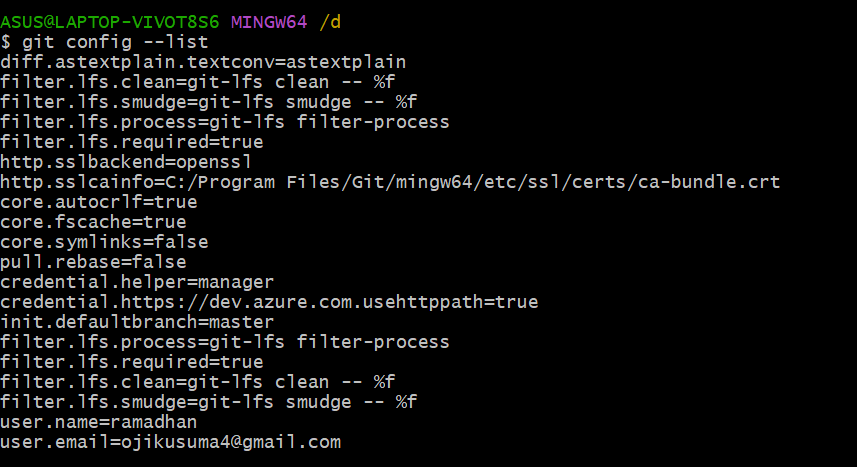 ASUS@LAPTOP-VIVOT8S6 MINGW64 /d
$ git config --list
diff.astextplain.textconv=astextplain
filter.lfs.clean=git-lfs clean -- %f
filter.lfs.smudge=git-lfs smudge -- %f
filter.lfs.process=git-lfs filter-process
filter.lfs.required=true
http.sslbackend=openssl
http.sslcainfo=C:/Program Files/Git/mingw64/etc/ssl/certs/ca-bundle.crt
core.autocrlf=true
core.fscache=true
core.symlinks=false
pull.rebase=false
credential.helper=manager
credential.https://dev.azure.com.usehttppath=true
init.defaultbranch=master
filter.lfs.process=git-lfs filter-process
filter.lfs.required=true
filter.lfs.clean=git-lfs clean -- %f
filter.lfs.smudge=git-lfs smudge -- %f
user.name=ramadhan
user.email=ojikusuma4@gmail.com